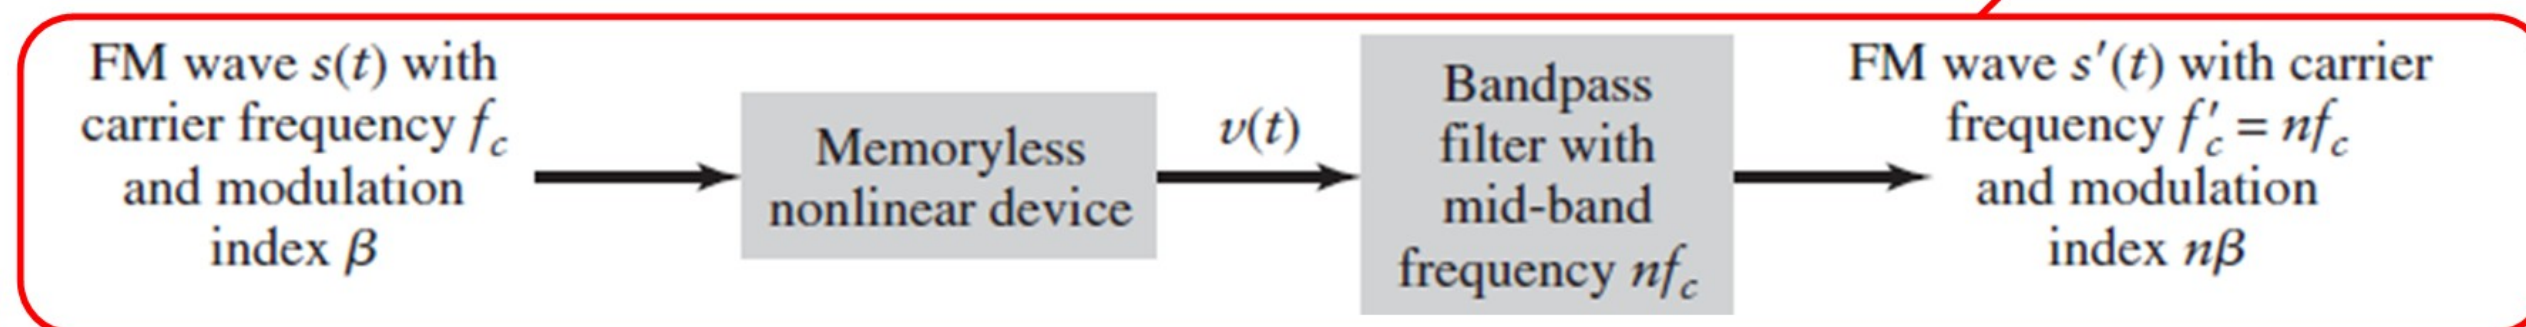 FM wave s(t) with
carrier frequency f_c
and modulation
index β
Memoryless
nonlinear device
v(t)
Bandpass
filter with
mid-band
frequency nf_c
FM wave s′(t) with carrier
frequency f′_c = nf_c
and modulation
index nβ